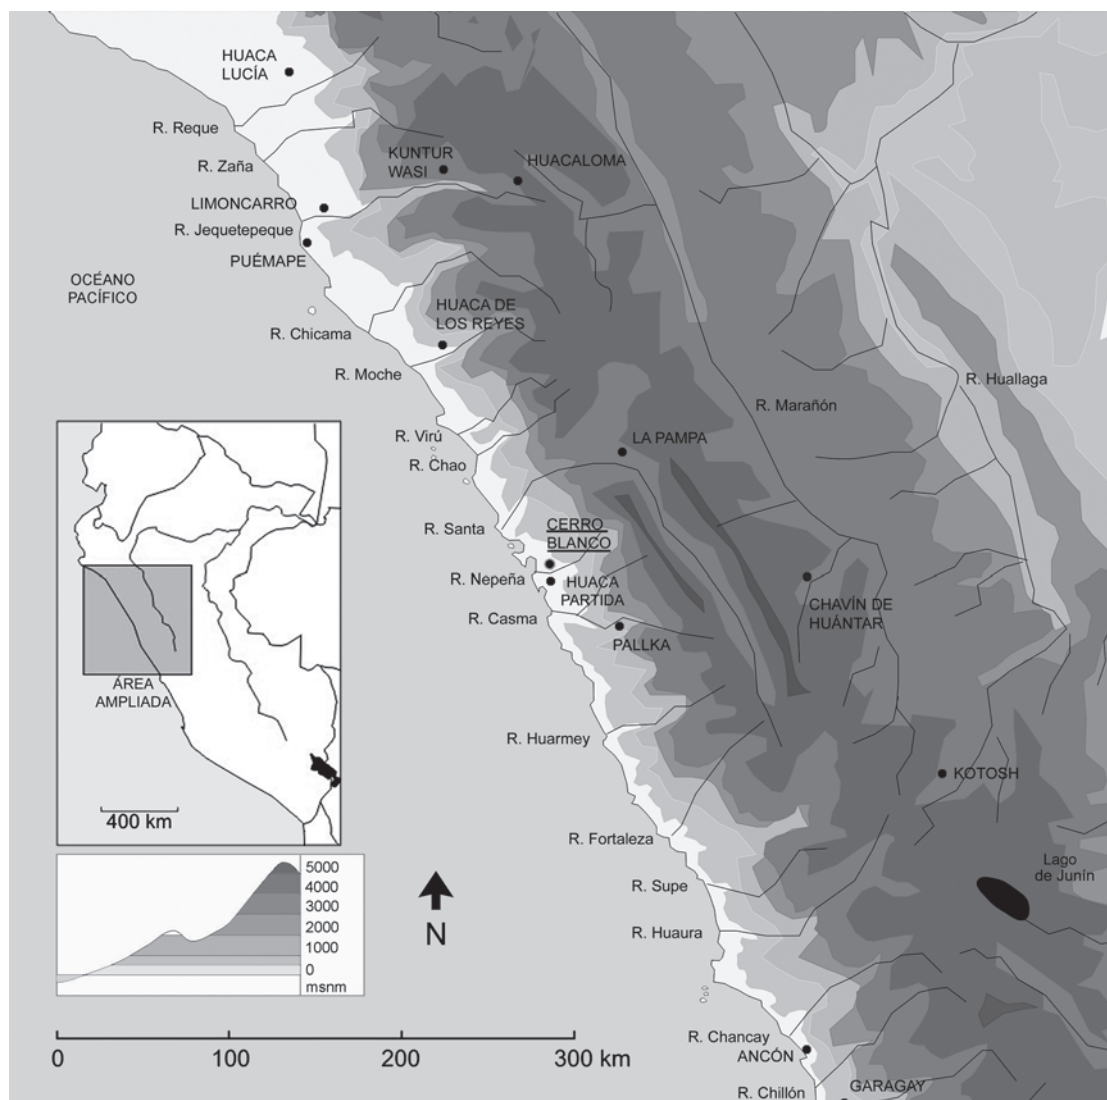 HUACA
LUCÍA
R. Reque
R. Zaña
KUNTUR
WASI
HUACALOMA
LIMONCARRO
R. Jequetepeque
PUÉMAPE
OCÉANO
PACÍFICO
HUACA DE
LOS REYES
R. Chicama
R. Moche
R. Huallaga
R. Marañón
R. Virú
LA PAMPA
R. Chao
R. Santa
CERRO
BLANCO
R. Nepeña
HUACA
PARTIDA
R. Casma
CHAVÍN DE
HUÁNTAR
PALLKA
ÁREA
AMPLIADA
R. Huarmey
KOTOSH
400 km
R. Fortaleza
5000
4000
3000
2000
1000
0
msnm
Lago
de Junín
R. Supe
N
R. Huaura
R. Chancay
ANCÓN
0 100 200 300 km
R. Chillón
GARAGAY